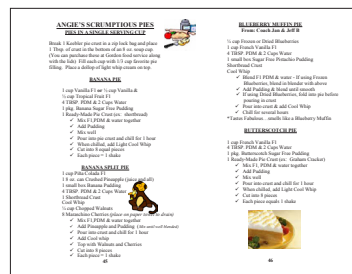 ANGIE'S SCRUMPTIOUS PIES
PIES IN A SINGLE SERVING CUP
Break 3 Keebler pie crust in a zip lock bag and place
1 Tbsp. of crust in the bottom of an 8 oz. soup cup
(You can purchase these at Gordon food service along
with the lids) Fill each cup with 1/3 cup favorite pie
filling. Place a dollop of light whip cream on top.
BANANA PIE
½ cup Vanilla F1 &
½ cup Tropical Fruit F1
4 TBSP PDM & 2 Cups Water
1 pkg. Banana Sugar Free Pudding
1 Ready-Made Pie Crust (ex: shortbread)
✓ Mix F1, PDM & water together
✓ Add Pudding
✓ Mix well
✓ Pour into pie crust and chill for 1 hour
✓ When chilled, add Light Cool Whip
✓ Cut into 8 equal pieces
✓ Each piece = 1 shake
BANANA SPLIT PIE
1 cup Piña Colada F1
1 8 oz. can Crushed Pineapple (juice and all)
1 small box Banana Pudding
4 TBSP PDM & 2 Cups Water
1 Shortbread Crust
Cool Whip
½ cup Chopped Walnuts
8 Maraschino Cherries (place on paper towel to drain)
✓ Mix F1, PDM & water together
✓ Add Pineapple and Pudding (Mix until well blended)
✓ Pour into crust and chill for 1 hour
✓ Add Cool whip
✓ Top with Walnuts and Cherries
✓ Cut into 8 pieces
✓ Each piece = 1 shake
45
BLUEBERRY MUFFIN PIE
From: Coach Jan & Jeff B
½ cup Frozen or Dried Blueberries
1 cup French Vanilla F1
4 TBSP. PDM & 2 Cups Water
1 small box Sugar Free Pistachio Pudding
Shortbread Crust
Cool Whip
✓ Blend F1 PDM & water - If using Frozen
Blueberries, blend in blender with above
✓ Add Pudding & blend until smooth
✓ If using Dried Blueberries, fold into pie before
pouring in crust
✓ Pour into crust & add Cool Whip
✓ Chill for several hours
*Tastes Fabulous - smells like a Blueberry Muffin
BUTTERSCOTCH PIE
1 cup French Vanilla F1
4 TBSP. PDM & 2 Cups Water
1 pkg. Butterscotch Sugar Free Pudding
1 Ready-Made Pie Crust (ex: Graham Cracker)
✓ Mix F1, PDM & water together
✓ Add Pudding
✓ Mix well
✓ Pour into crust and chill for 1 hour
✓ When chilled, add Light Cool Whip
✓ Cut into 8 pieces
✓ Each piece equals 1 shake
46